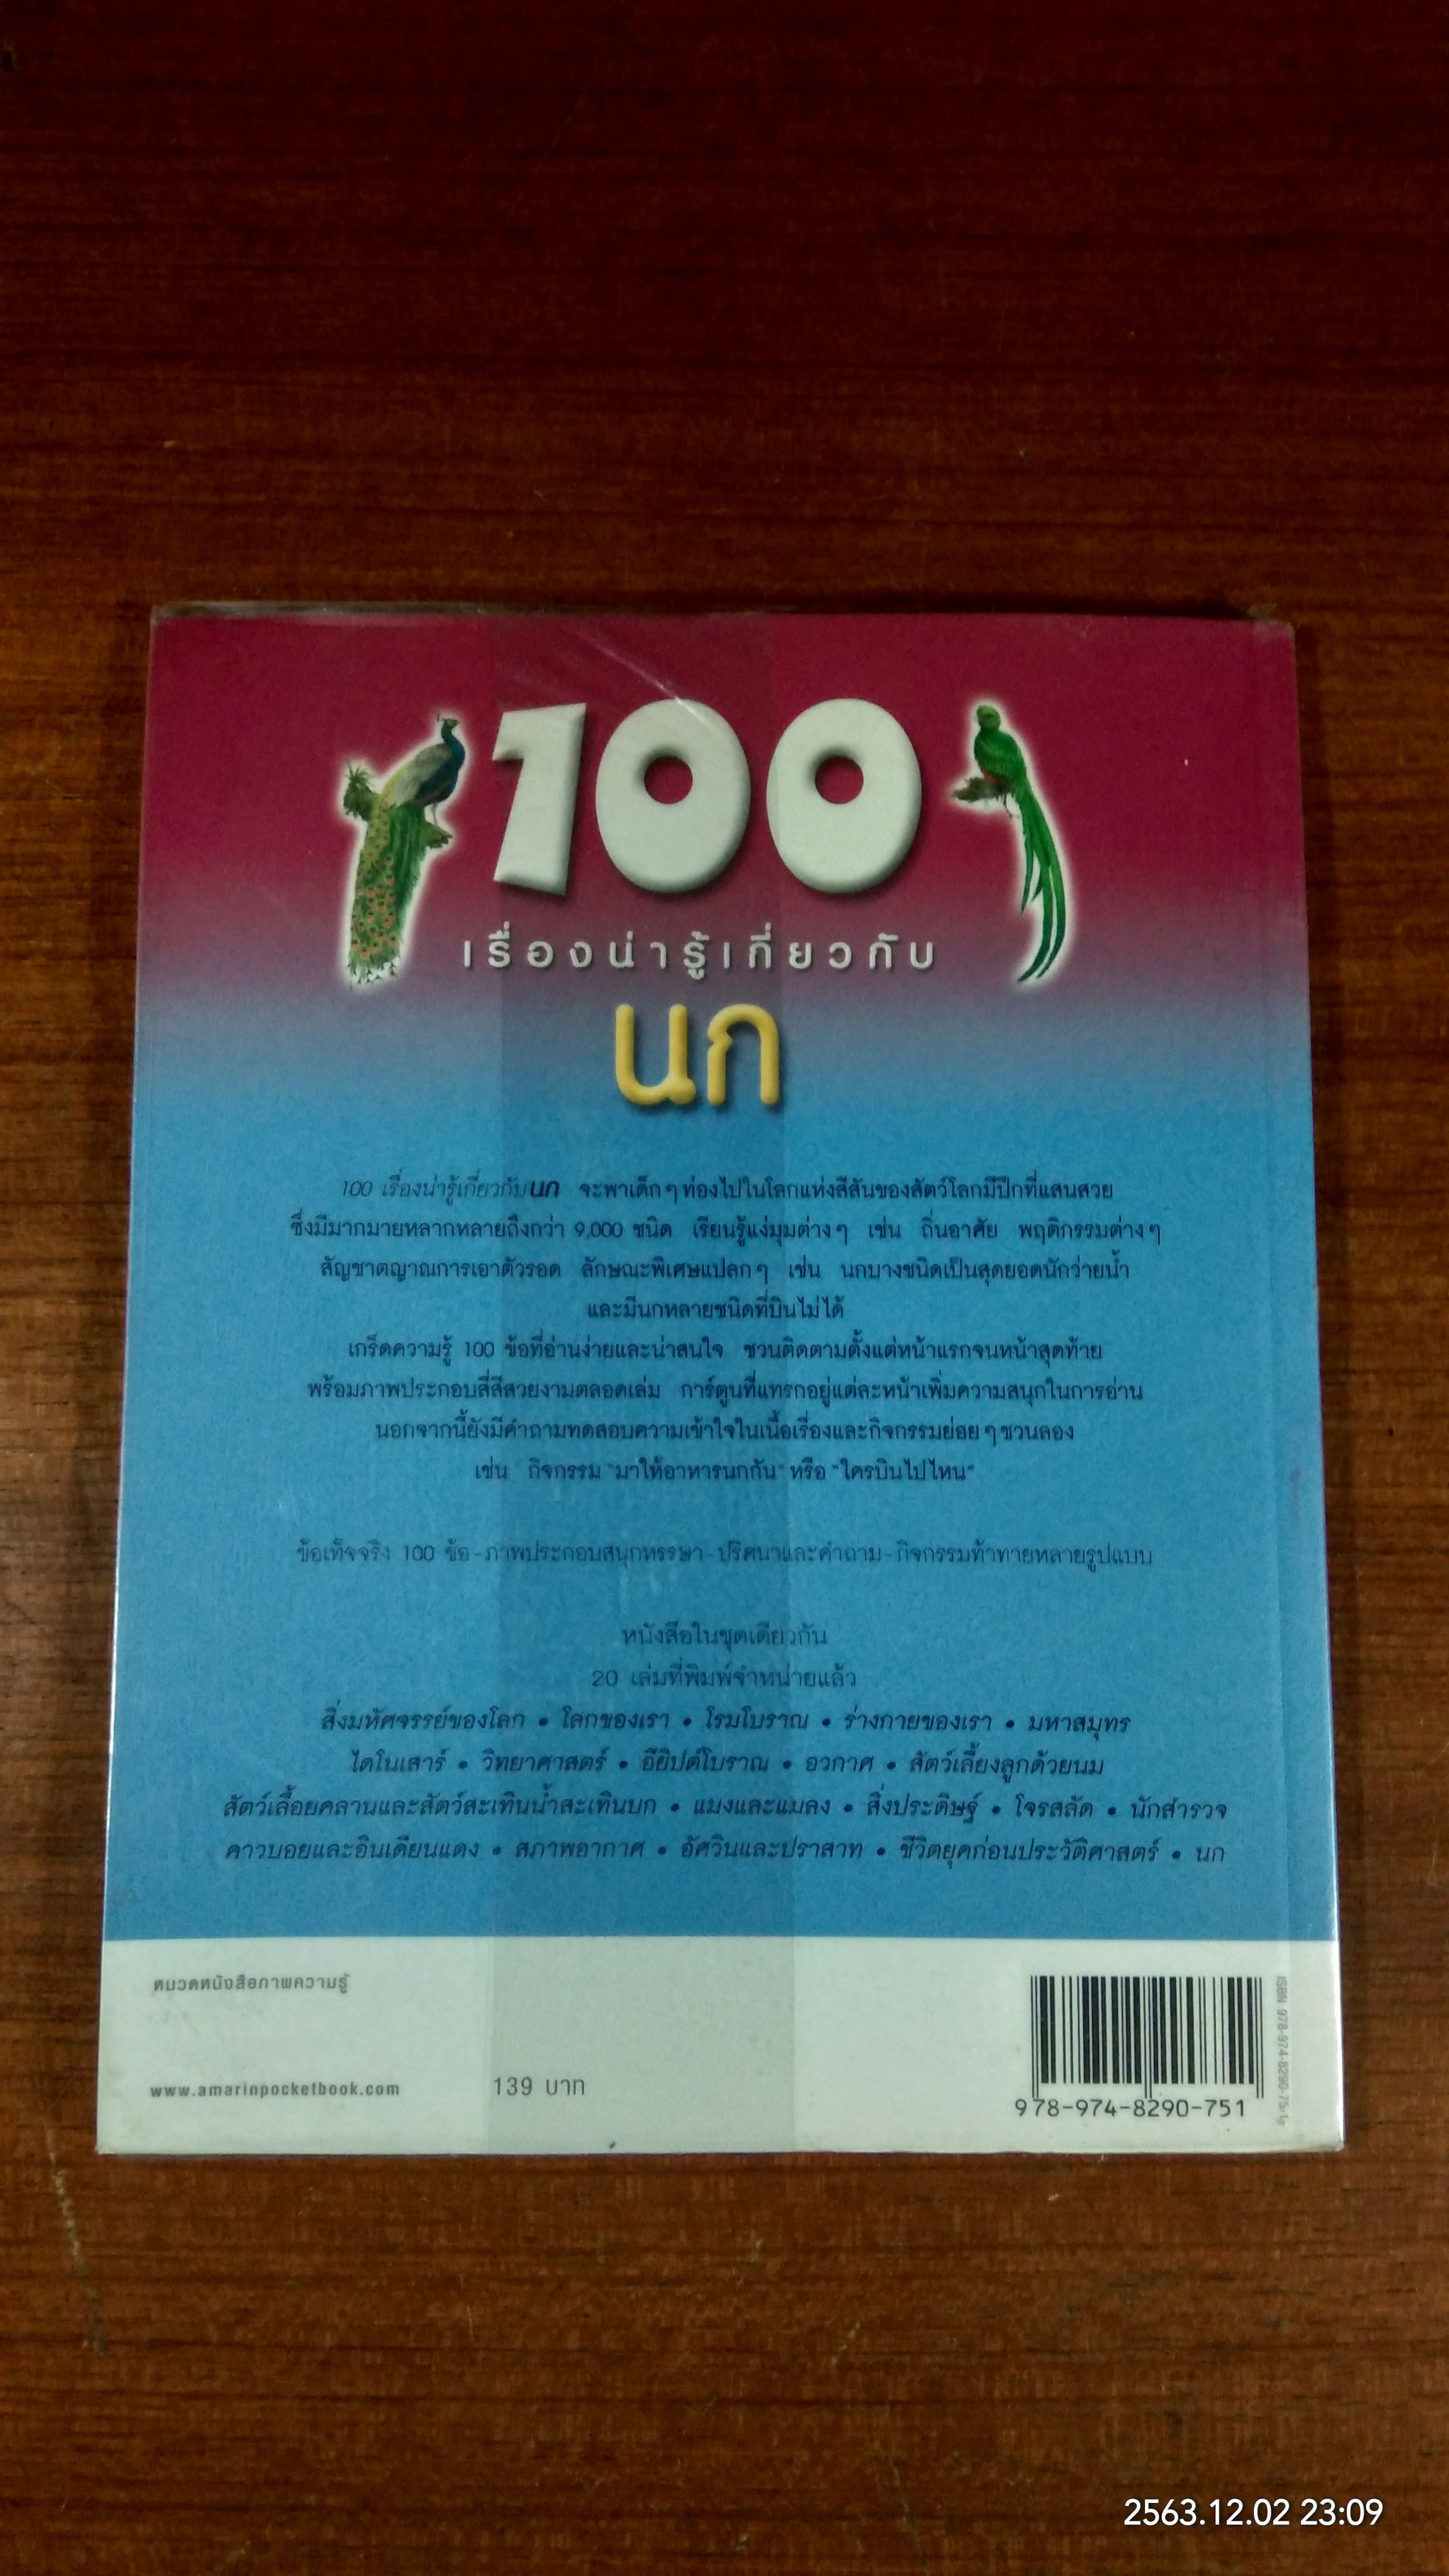 100
เรื่องน่ารู้เกี่ยวกับ
นก
100 เรื่องน่ารู้เกี่ยวกับนก จะพาเด็กๆ ท่องไปในโลกแห่งสีสันของสัตว์โลกมีปีกที่แสนสวย
ซึ่งมีมากมายหลากหลายถึงกว่า 9,000 ชนิด เรียนรู้แง่มุมต่างๆ เช่น ถิ่นอาศัย พฤติกรรมต่างๆ
สัญชาตญาณการเอาตัวรอด ลักษณะพิเศษแปลกๆ เช่น นกบางชนิดเป็นสุดยอดนักว่ายน้ำ
และมีนกหลายชนิดที่บินไม่ได้
เกร็ดความรู้ 100 ข้อที่อ่านง่ายและน่าสนใจ ชวนติดตามตั้งแต่หน้าแรกจนหน้าสุดท้าย
พร้อมภาพประกอบสี่สีสวยงามตลอดเล่ม การ์ตูนที่แทรกอยู่แต่ละหน้าเพิ่มความสนุกในการอ่าน
นอกจากนี้ยังมีคำถามทดสอบความเข้าใจในเนื้อเรื่องและกิจกรรมย่อยๆ ชวนลอง
เช่น กิจกรรม "มาให้อาหารนกกัน" หรือ "ใครบินไปไหน"
ข้อเท็จจริง 100 ข้อ-ภาพประกอบสนุกหรรษา-ปริศนาและคำถาม-กิจกรรมท้าทายหลายรูปแบบ
หนังสือในชุดเดียวกัน
20 เล่มที่พิมพ์จำหน่ายแล้ว
สิ่งมหัศจรรย์ของโลก • โลกของเรา • โรมโบราณ • ร่างกายของเรา • มหาสมุทร
ไดโนเสาร์ • วิทยาศาสตร์ • อียิปต์โบราณ • อวกาศ • สัตว์เลี้ยงลูกด้วยนม
สัตว์เลื้อยคลานและสัตว์สะเทินน้ำสะเทินบก • แมงและแมลง • สิ่งประดิษฐ์ • โจรสลัด • นักสำรวจ
คาวบอยและอินเดียนแดง • สภาพอากาศ • อัศวินและปราสาท • ชีวิตยุคก่อนประวัติศาสตร์ • นก
หมวดหนังสือภาพความรู้
www.amarinpocketbook.com
139 บาท
978-974-8290-751
ISBN 978-974-8290-75-1
2563.12.02 23:09